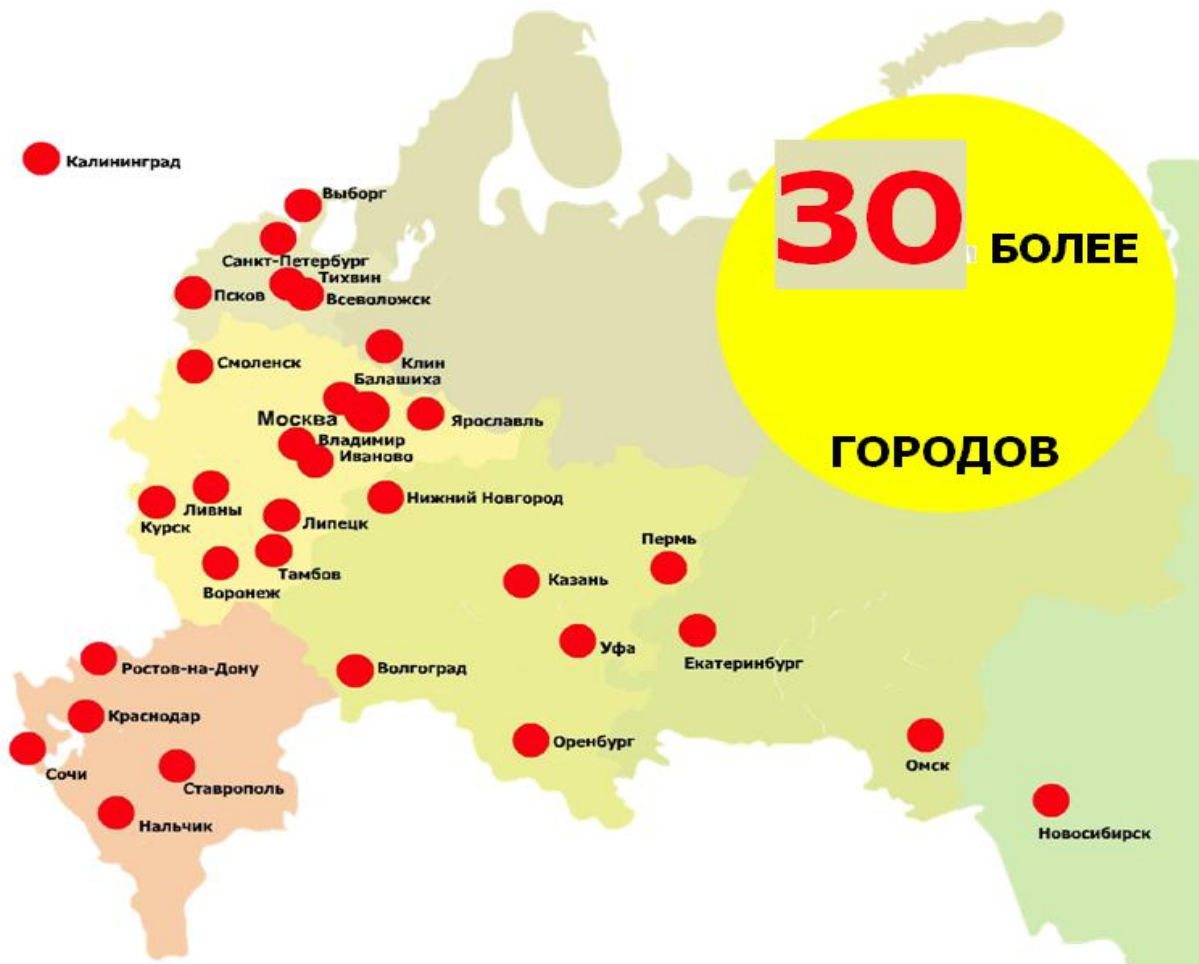 Калининград
Выборг
Санкт-Петербург
Тихвин
Псков
Всеволожск
30
БОЛЕЕ
ГОРОДОВ
Смоленск
Клин
Балашиха
Москва
Ярославль
Владимир
Иваново
Нижний Новгород
Ливны
Курск
Липецк
Тамбов
Воронеж
Пермь
Казань
Уфа
Екатеринбург
Ростов-на-Дону
Волгоград
Краснодар
Оренбург
Сочи
Ставрополь
Омск
Нальчик
Новосибирск